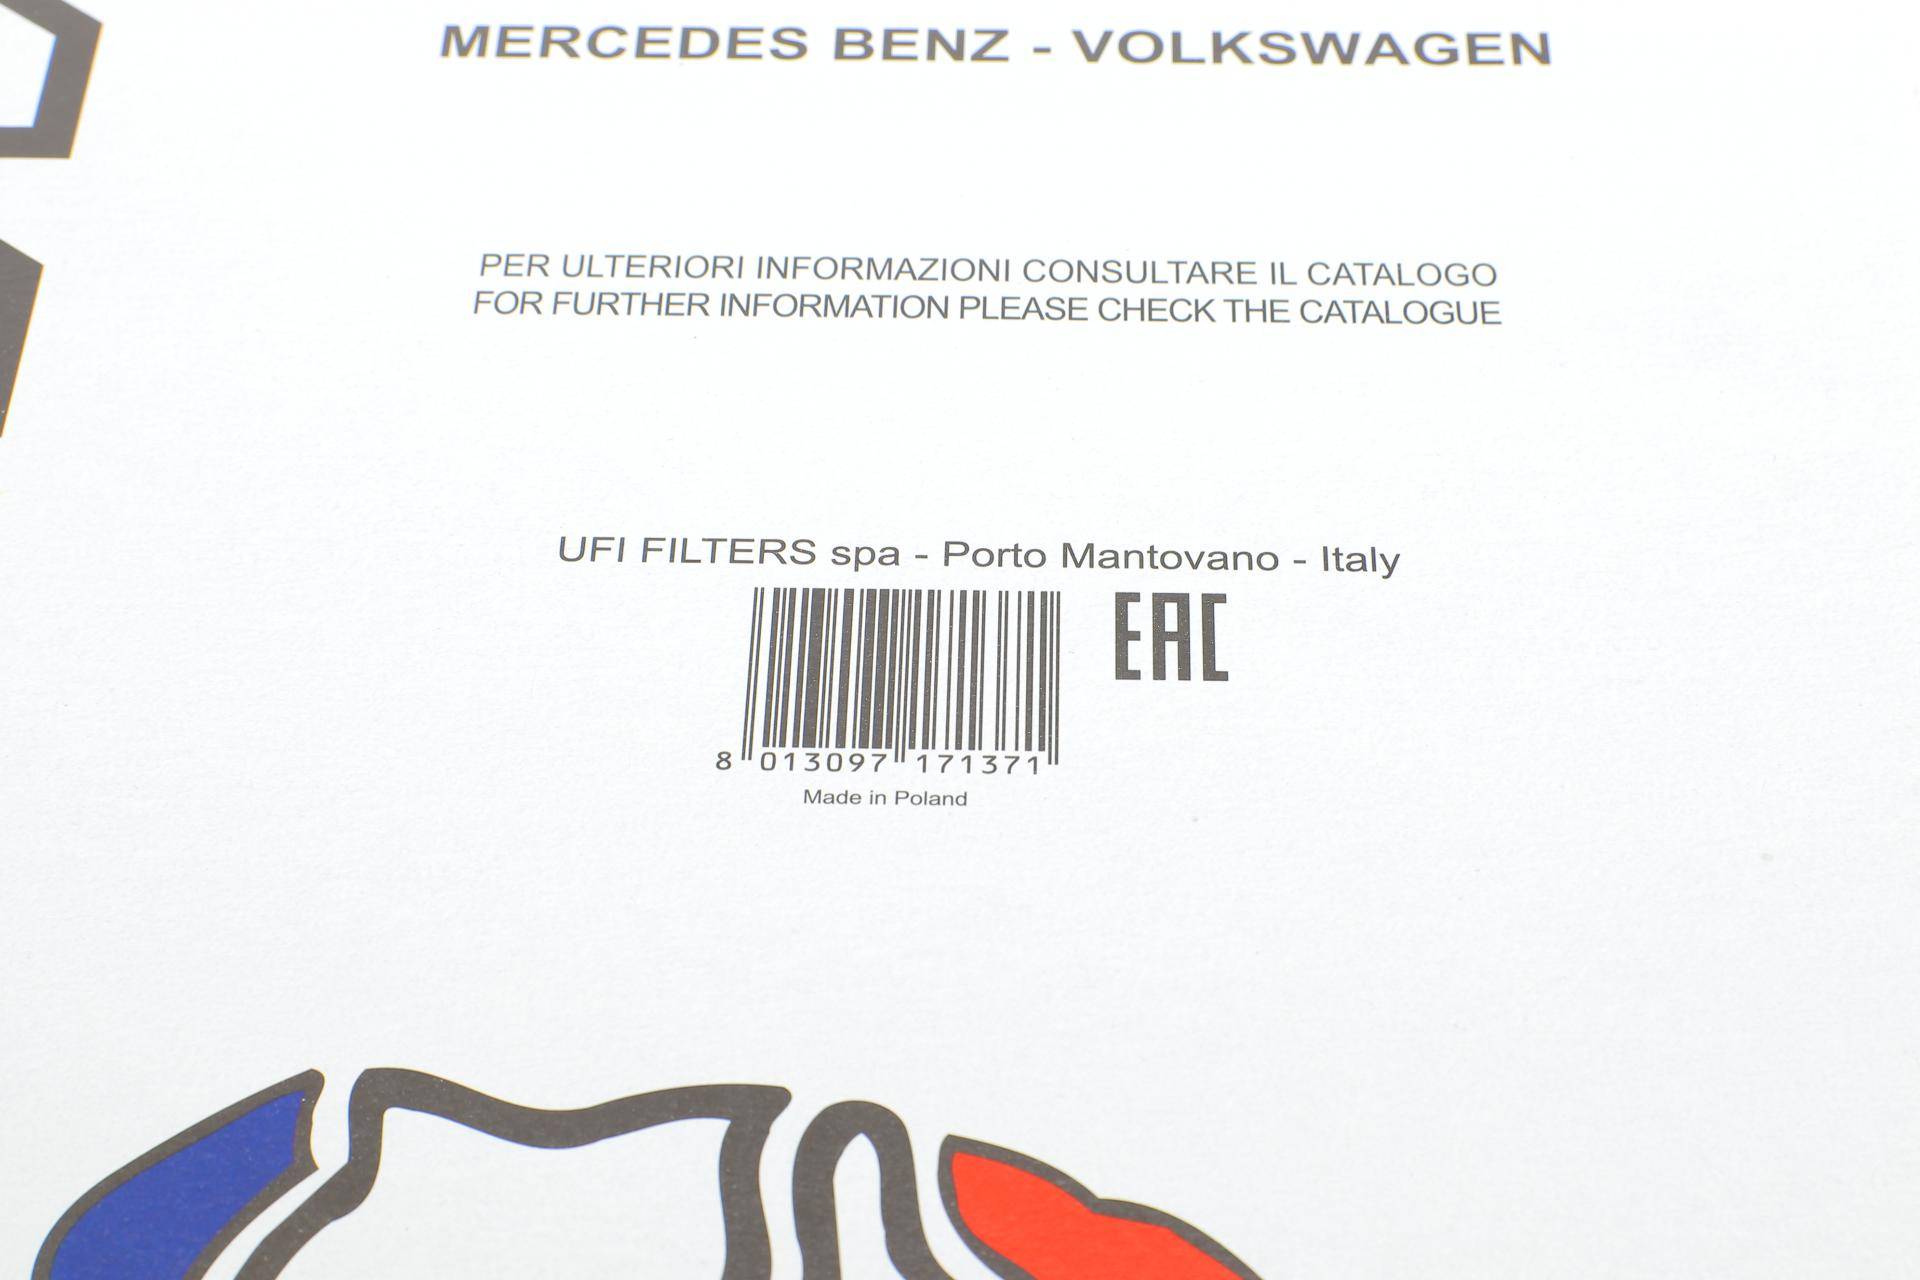 MERCEDES BENZ - VOLKSWAGEN
PER ULTERIORI INFORMAZIONI CONSULTARE IL CATALOGO
FOR FURTHER INFORMATION PLEASE CHECK THE CATALOGUE
UFI FILTERS spa - Porto Mantovano - Italy
EAC
8 013097 171371
Made in Poland